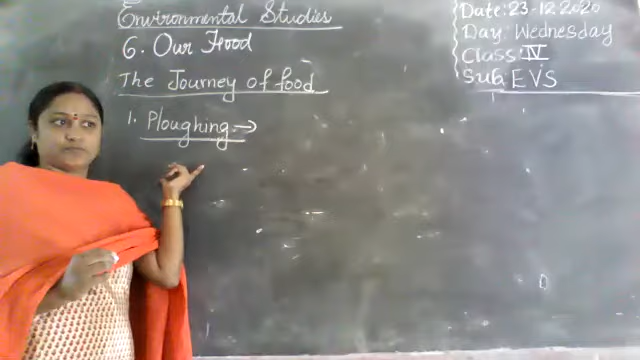 Environmental Studies
6. Our Food
The Journey of food
1. Ploughing →
Date: 23-12.2020
Day: Wednesday
Class: IV
Sub: EVS